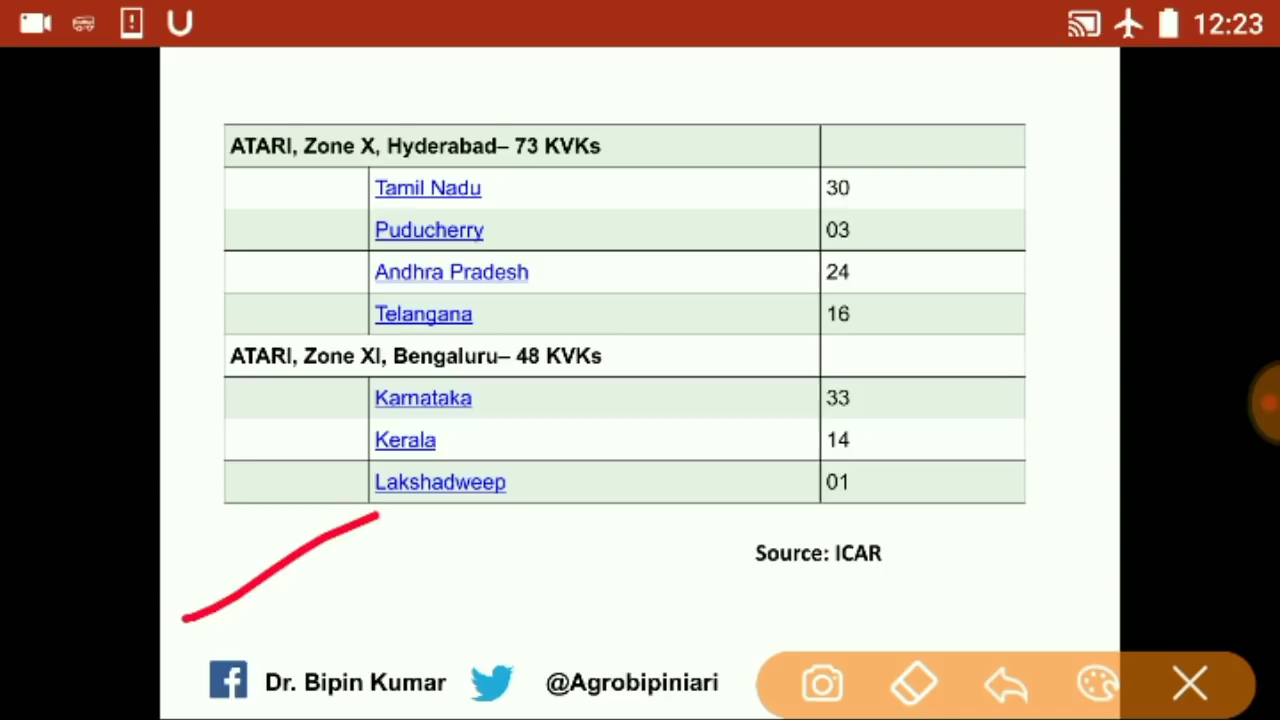 12:23
ATARI, Zone X, Hyderabad– 73 KVKs
Tamil Nadu 30
Puducherry 03
Andhra Pradesh 24
Telangana 16
ATARI, Zone XI, Bengaluru– 48 KVKs
Karnataka 33
Kerala 14
Lakshadweep 01
Source: ICAR
Dr. Bipin Kumar @Agrobipiniari